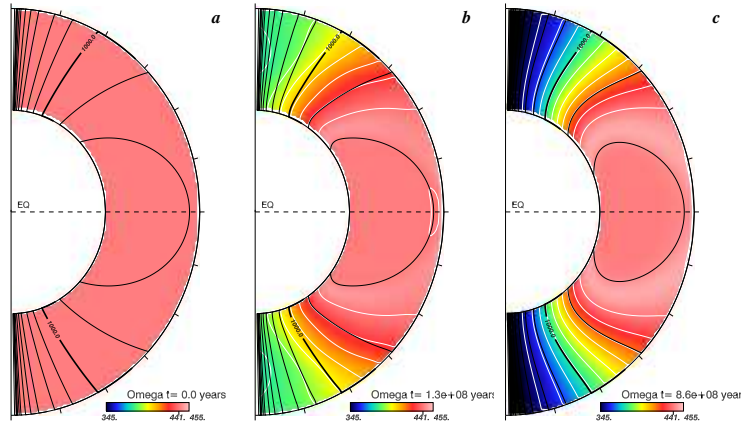 a
b
c
1000.0
1000.0
1000.0
EQ
EQ
EQ
1000.0
1000.0
1000.0
Omega t= 0.0 years
Omega t= 1.3e+08 years
Omega t= 8.6e+08 years
345. 441. 455.
345. 441. 455.
345. 441. 455.